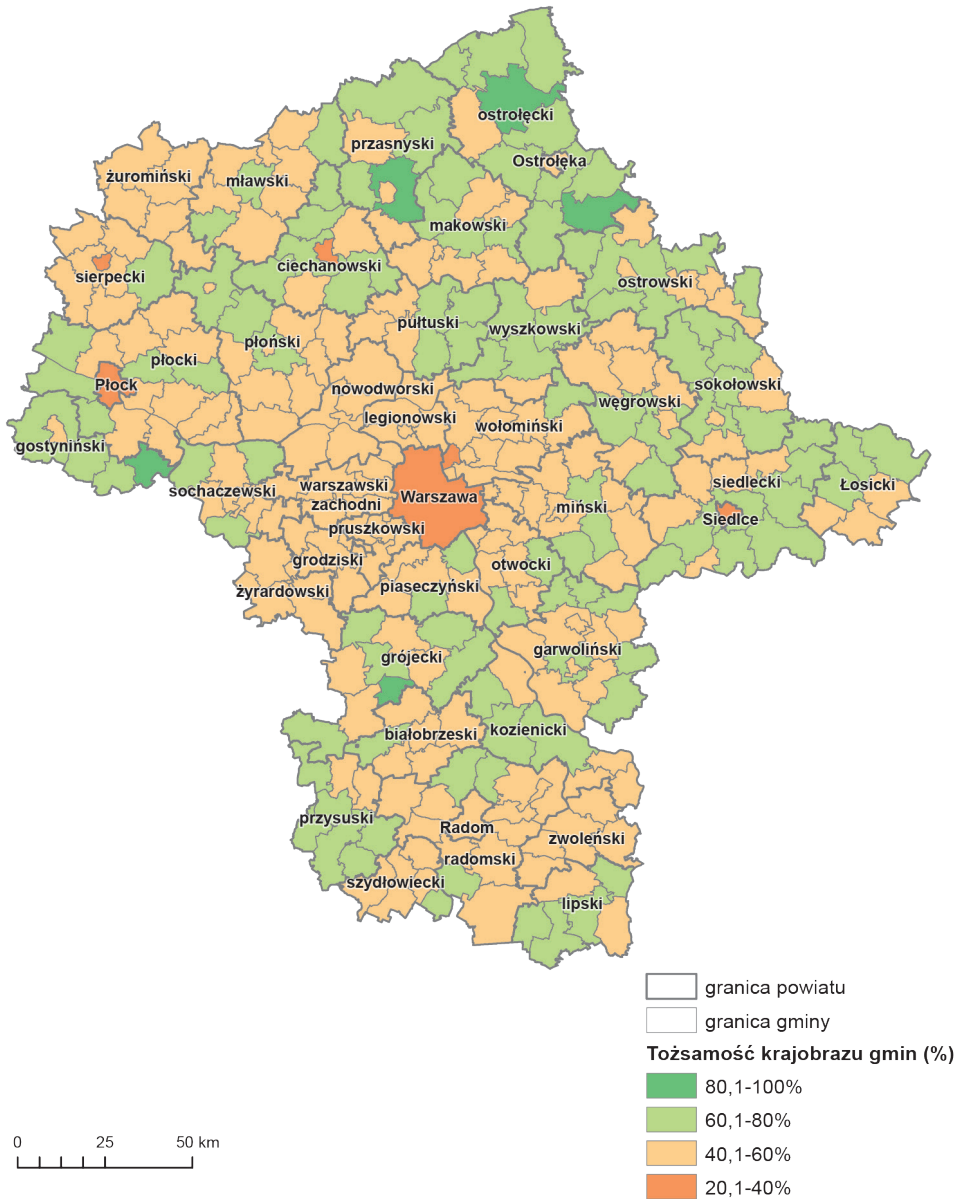 ostrołęcki
przasnyski
Ostrołęka
żuromiński
mławski
makowski
ciechanowski
sierpecki
ostrowski
pułtuski
wyszkowski
płoński
płocki
Płock
nowodworski
sokołowski
węgrowski
legionowski
wołomiński
gostyniński
warszawski
zachodni
sochaczewski
Warszawa
siedlecki
Łosicki
miński
Siedlce
pruszkowski
grodziski
otwocki
żyrardowski
piaseczyński
grójecki
garwoliński
białobrzeski
kozienicki
przysuski
Radom
zwoleński
radomski
szydłowiecki
lipski
granica powiatu
granica gminy
Tożsamość krajobrazu gmin (%)
80,1-100%
60,1-80%
40,1-60%
20,1-40%
0 25 50 km